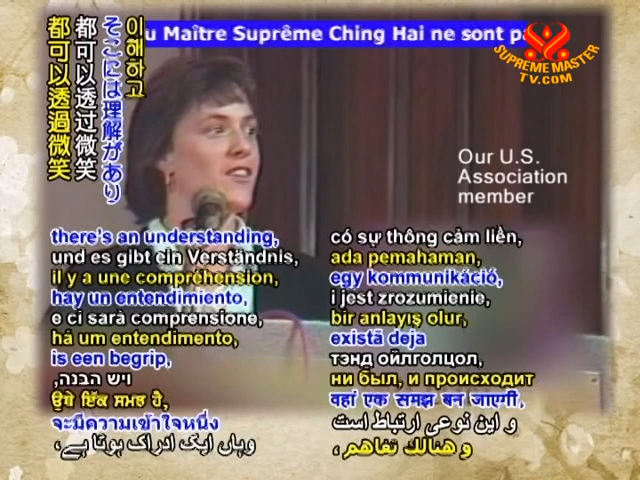 u Maître Suprême Ching Hai ne sont pa
SUPREME MASTER
TV.COM
이해하고
そこには理解があり
都可以透过微笑
都可以透過微笑
Our U.S.
Association
member
there's an understanding,
und es gibt ein Verständnis,
il y a une compréhension,
hay un entendimiento,
e ci sarà comprensione,
há um entendimento,
is een begrip,
ויש הבנה,
ਉਥੇ ਇੱਕ ਸਮਝ ਹੈ,
จะมีความเข้าใจหนึ่ง
وہاں ایک ادراک ہوتا ہے،
có sự thông cảm liền,
ada pemahaman,
egy kommunikáció,
i jest zrozumienie,
bir anlayış olur,
există deja
тэнд ойлголцол,
ни был, и происходит
वहां एक समझ बन जाएगी,
و این نوعی ارتباط است
و هنالك تفاهم،